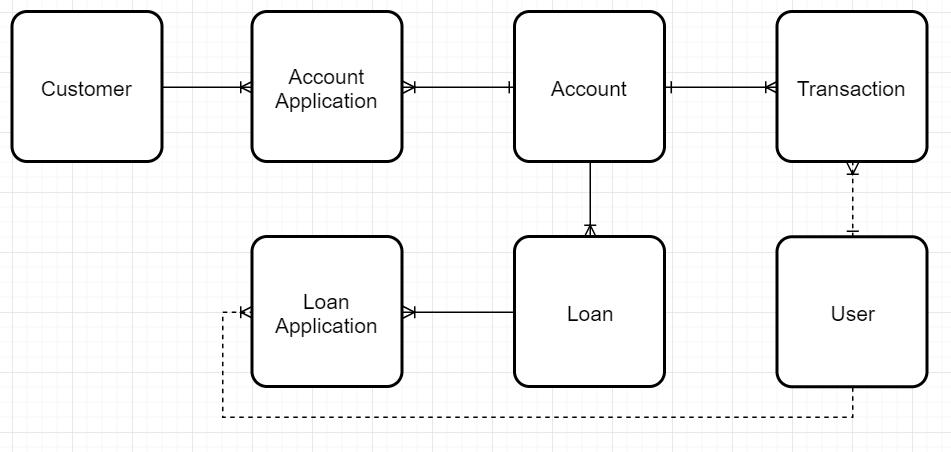 Customer
Account
Application
Account
Transaction
Loan
Application
Loan
User